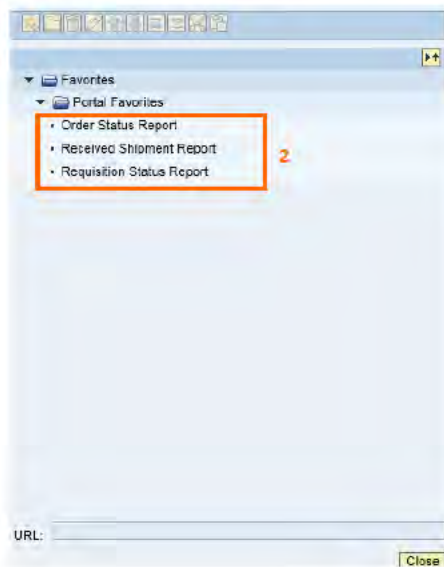 Favorites
Portal Favorites
Order Status Report
Received Shipment Report
Requisition Status Report
2
URL:
Close